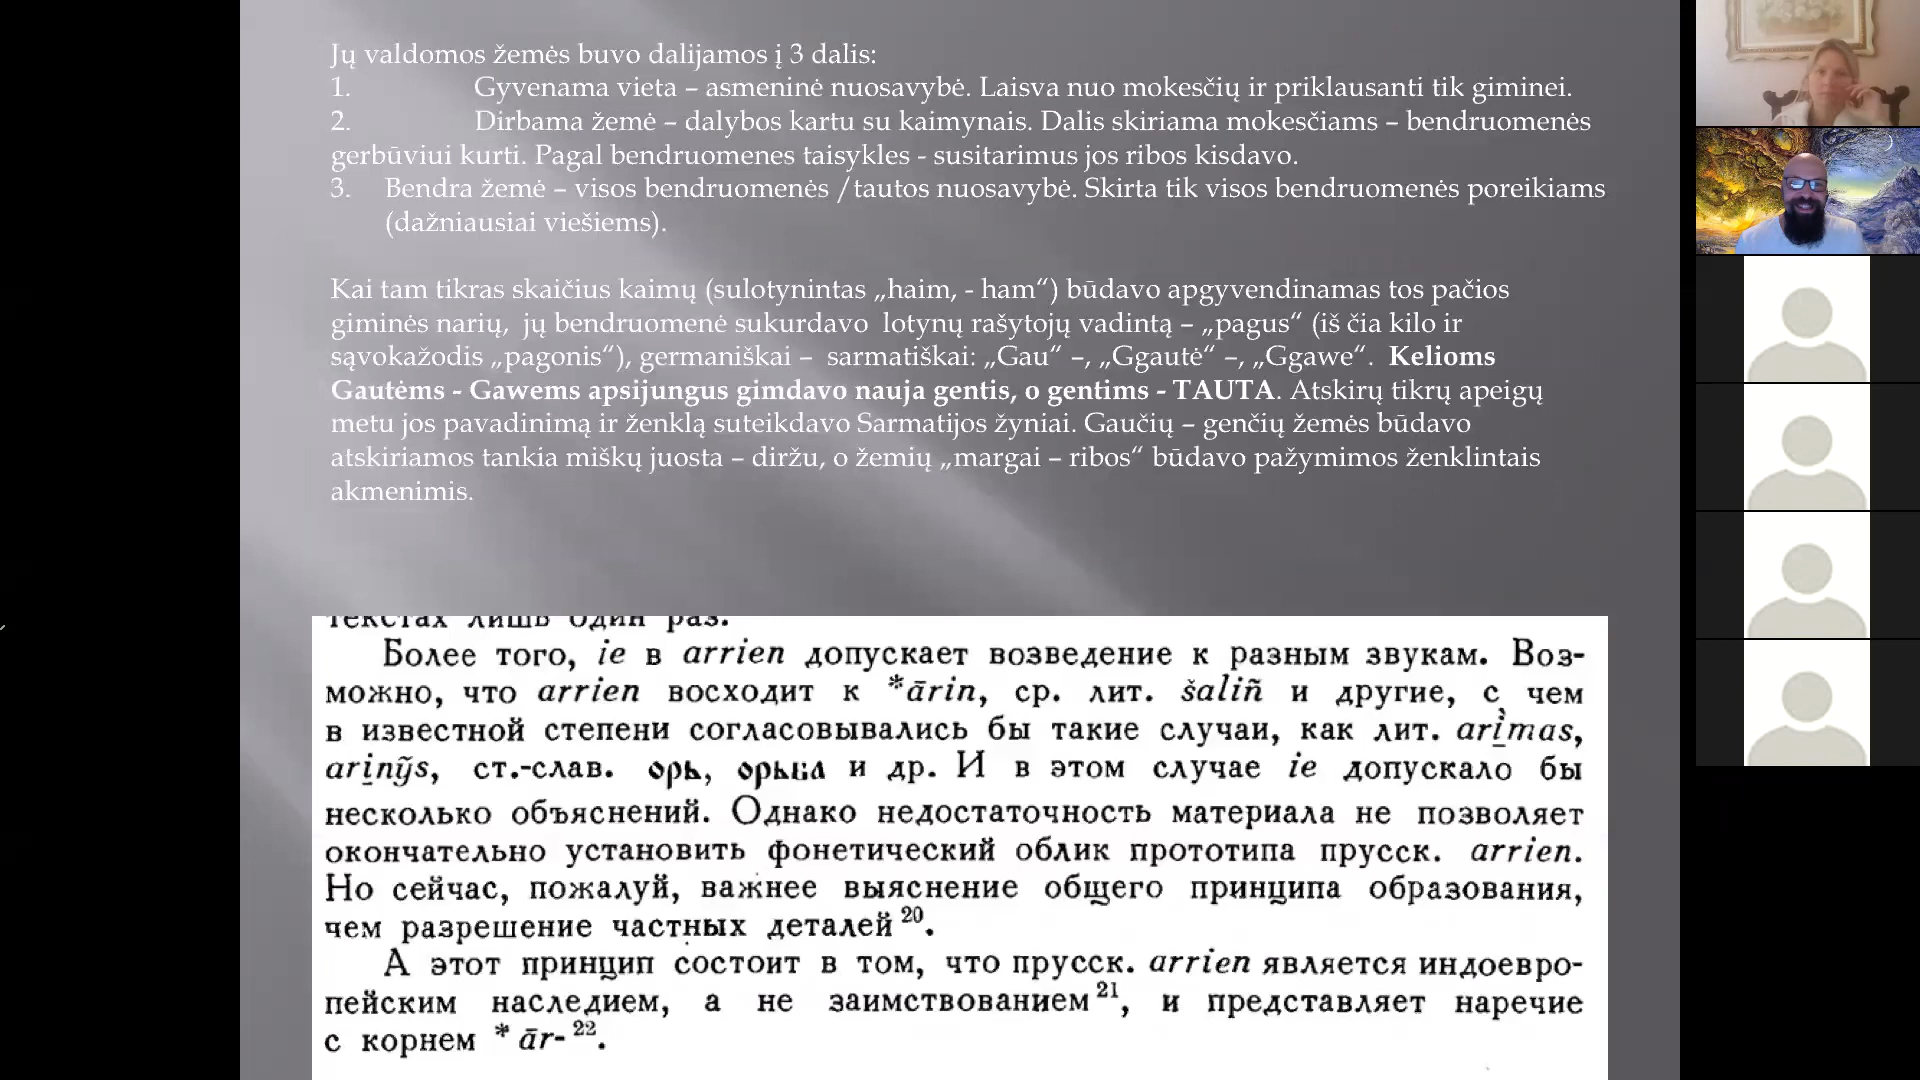 Jų valdomos žemės buvo dalijamos į 3 dalis:
1. Gyvenama vieta – asmeninė nuosavybė. Laisva nuo mokesčių ir priklausanti tik giminei.
2. Dirbama žemė – dalybos kartu su kaimynais. Dalis skiriama mokesčiams – bendruomenės
gerbūviui kurti. Pagal bendruomenes taisykles - susitarimus jos ribos kisdavo.
3. Bendra žemė – visos bendruomenės /tautos nuosavybė. Skirta tik visos bendruomenės poreikiams
(dažniausiai viešiems).
Kai tam tikras skaičius kaimų (sulotynintas „haim, - ham“) būdavo apgyvendinamas tos pačios
giminės narių, jų bendruomenė sukurdavo lotynų rašytojų vadintą – „pagus“ (iš čia kilo ir
sąvokažodis „pagonis“), germaniškai – sarmatiškai: „Gau“ –, „Ggautė“ –, „Ggawe“. Kelioms
Gautėms - Gawems apsijungus gimdavo nauja gentis, o gentims - TAUTA. Atskirų tikrų apeigų
metu jos pavadinimą ir ženklą suteikdavo Sarmatijos žyniai. Gaučių – genčių žemės būdavo
atskiriamos tankia miškų juosta – diržu, o žemių „margai – ribos“ būdavo pažymimos ženklintais
akmenimis.
текстах лишь один раз.
Более того, ie в arrien допускает возведение к разным звукам. Воз-
можно, что arrien восходит к *ārin, ср. лит. šaliñ и другие, с чем
в известной степени согласовывались бы такие случаи, как лит. arìmas,
arinỹs, ст.-слав. и др. И в этом случае ie допускало бы
несколько объяснений. Однако недостаточность материала не позволяет
окончательно установить фонетический облик прототипа прусск. arrien.
Но сейчас, пожалуй, важнее выяснение общего принципа образования,
чем разрешение частных деталей 20.
А этот принцип состоит в том, что прусск. arrien является индоевро-
пейским наследием, а не заимствованием 21, и представляет наречие
с корнем *ār- 22.